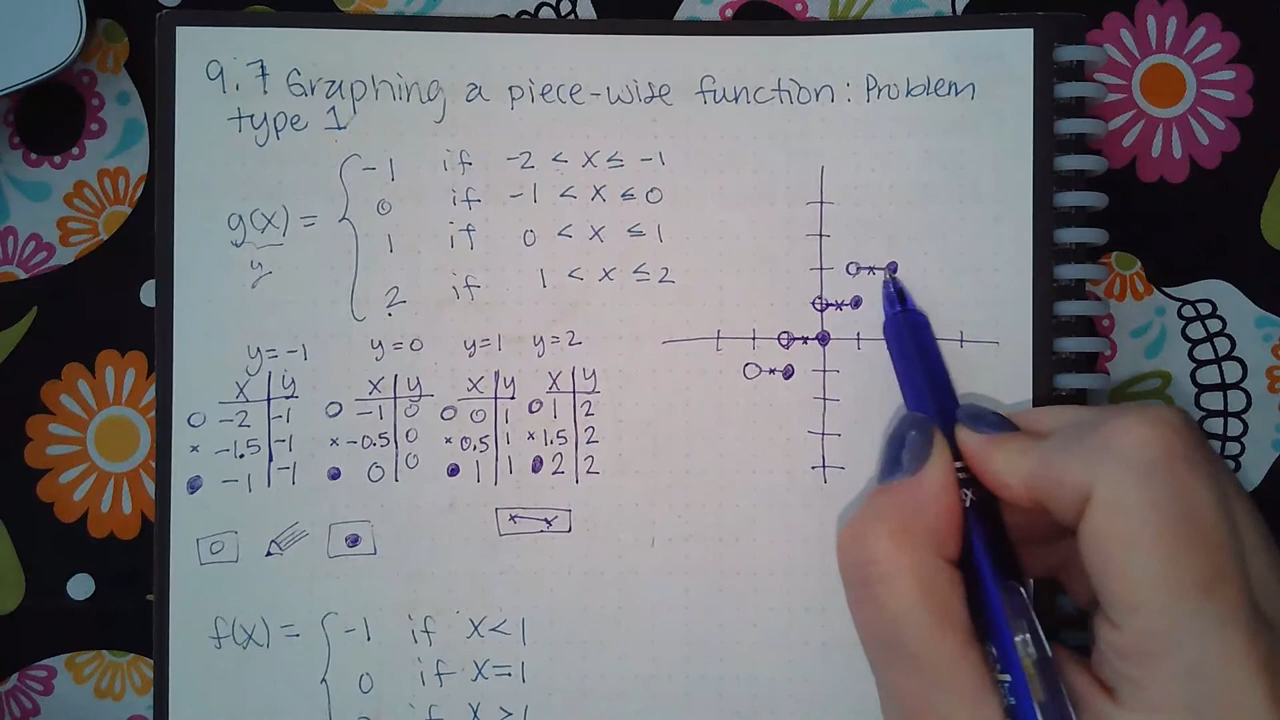 9.7 Graphing a piece-wise function: Problem
type 1
g(x) = { -1 if -2 < x ≤ -1
0 if -1 < x ≤ 0
1 if 0 < x ≤ 1
2 if 1 < x ≤ 2
y
y=-1 y=0 y=1 y=2
x y x y x y x y
o -2 -1 o -1 0 o 0 1 o 1 2
x -1.5 -1 x -0.5 0 x 0.5 1 x 1.5 2
● -1 -1 ● 0 0 ● 1 1 ● 2 2
f(x) = { -1 if x<1
0 if x=1
if x>1